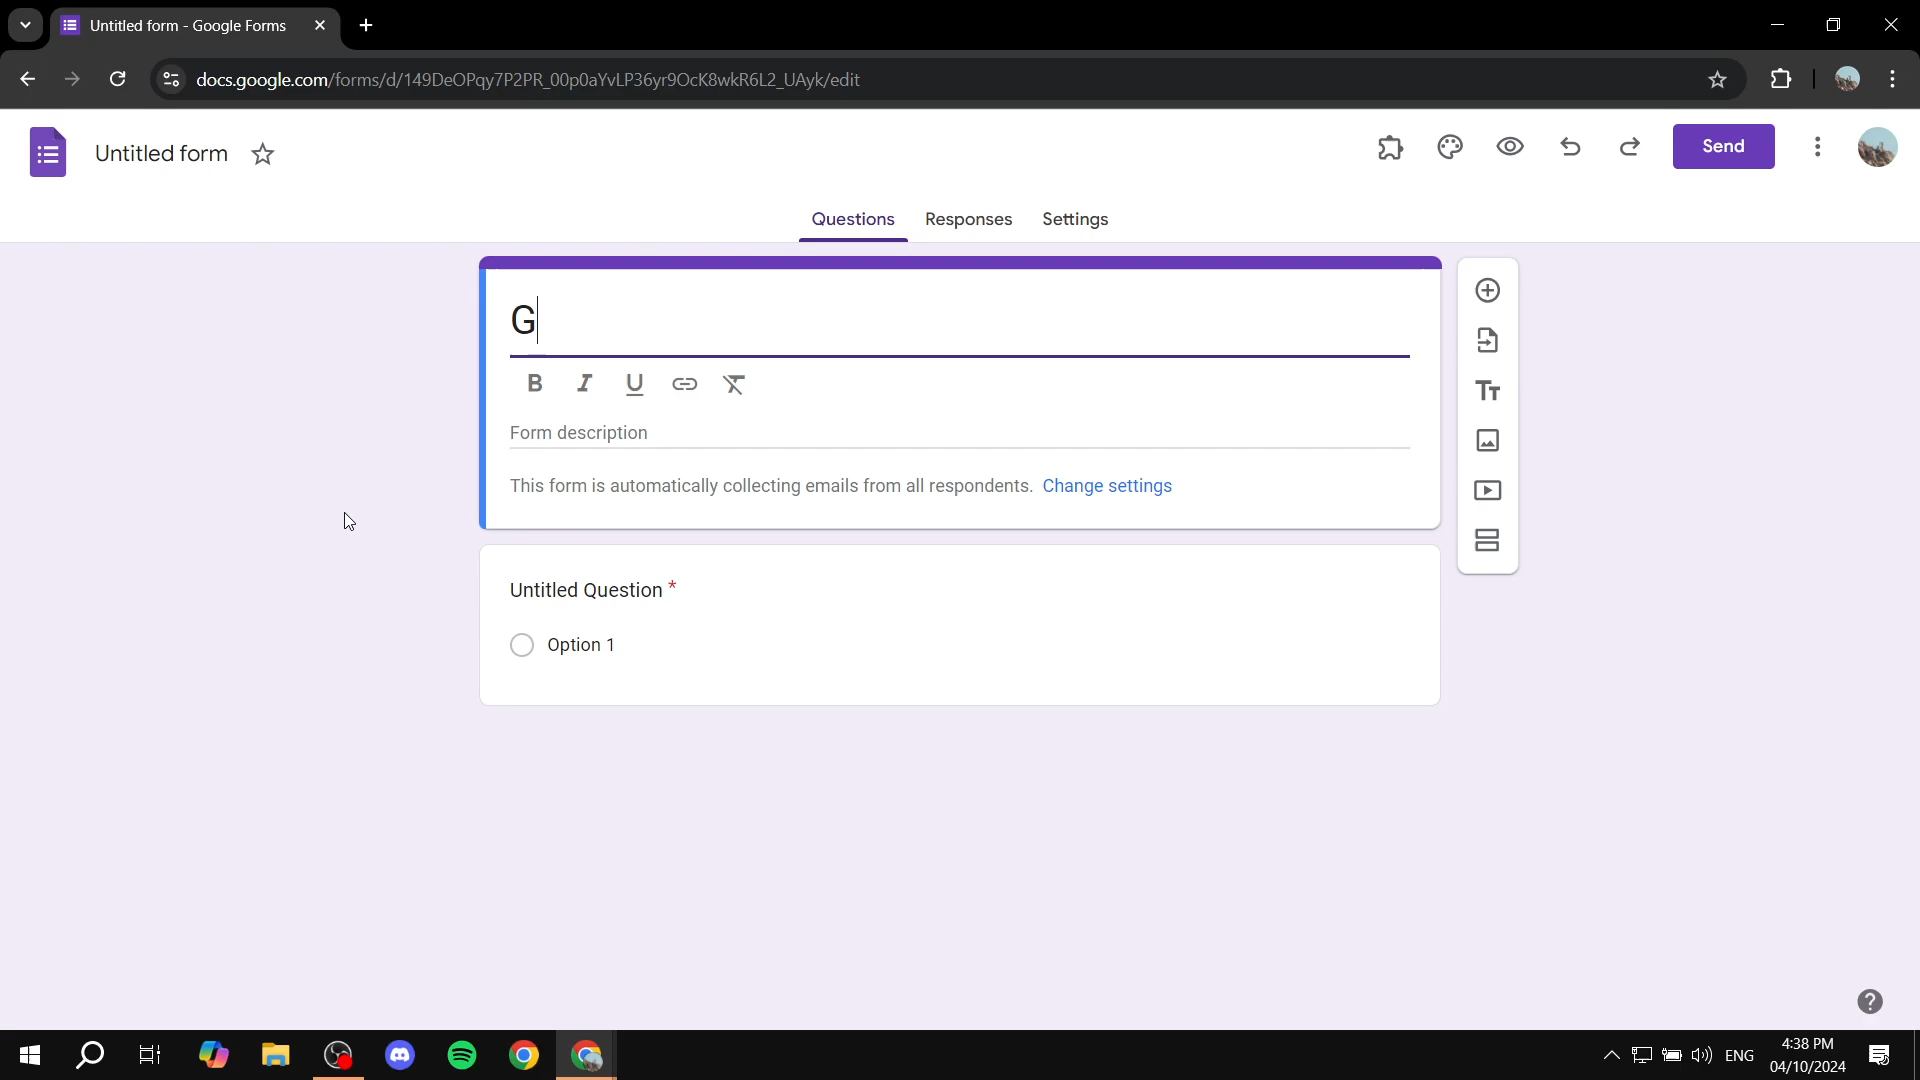 Untitled form - Google Forms
docs.google.com/forms/d/149DeOPqy7P2PR_00p0aYvLP36yr9OcK8wkR6L2_UAyk/edit
Untitled form
Send
Questions
Responses
Settings
G
B I U
Form description
This form is automatically collecting emails from all respondents. Change settings
Untitled Question *
Option 1
ENG
4:38 PM
04/10/2024